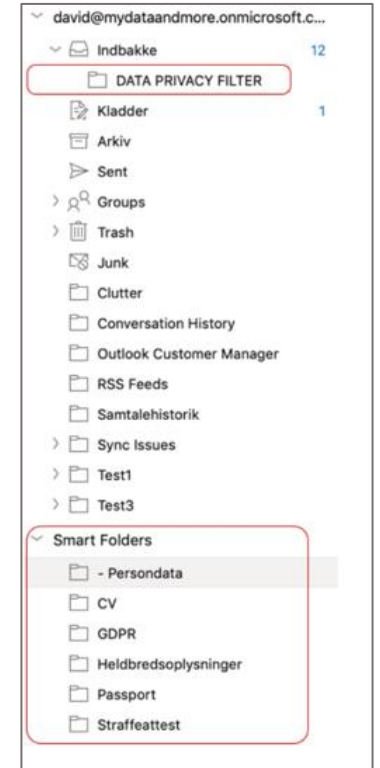 david@mydataandmore.onmicrosoft.c...
Indbakke 12
DATA PRIVACY FILTER
Kladder 1
Arkiv
Sent
Groups
Trash
Junk
Clutter
Conversation History
Outlook Customer Manager
RSS Feeds
Samtalehistorik
Sync Issues
Test1
Test3
Smart Folders
- Persondata
CV
GDPR
Heldbredsoplysninger
Passport
Straffeattest